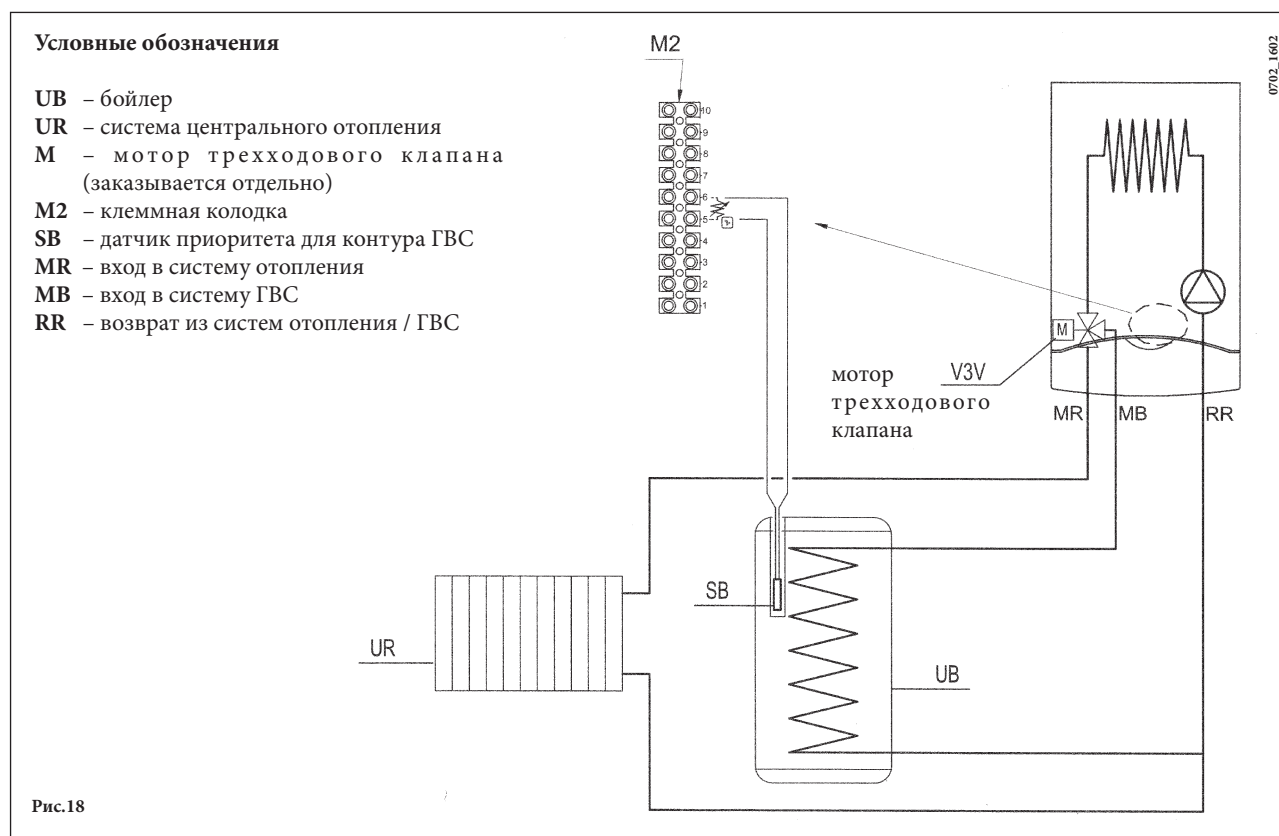 Условные обозначения
UB – бойлер
UR – система центрального отопления
M – мотор трехходового клапана
(заказывается отдельно)
M2 – клеммная колодка
SB – датчик приоритета для контура ГВС
MR – вход в систему отопления
MB – вход в систему ГВС
RR – возврат из систем отопления / ГВС
M2
10
9
8
7
6
5
4
3
2
1
0702_1602
M
V3V
мотор
трехходового
клапана
MR MB RR
SB
UR
UB
Рис.18